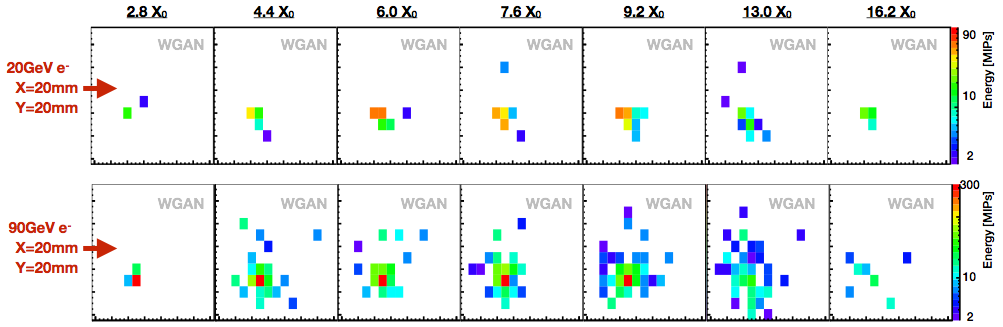 2.8 X₀ 4.4 X₀ 6.0 X₀ 7.6 X₀ 9.2 X₀ 13.0 X₀ 16.2 X₀
WGAN WGAN WGAN WGAN WGAN WGAN WGAN
20GeV e⁻
X=20mm
Y=20mm
90
10
2
Energy [MIPs]
WGAN WGAN WGAN WGAN WGAN WGAN WGAN
90GeV e⁻
X=20mm
Y=20mm
300
10
2
Energy [MIPs]